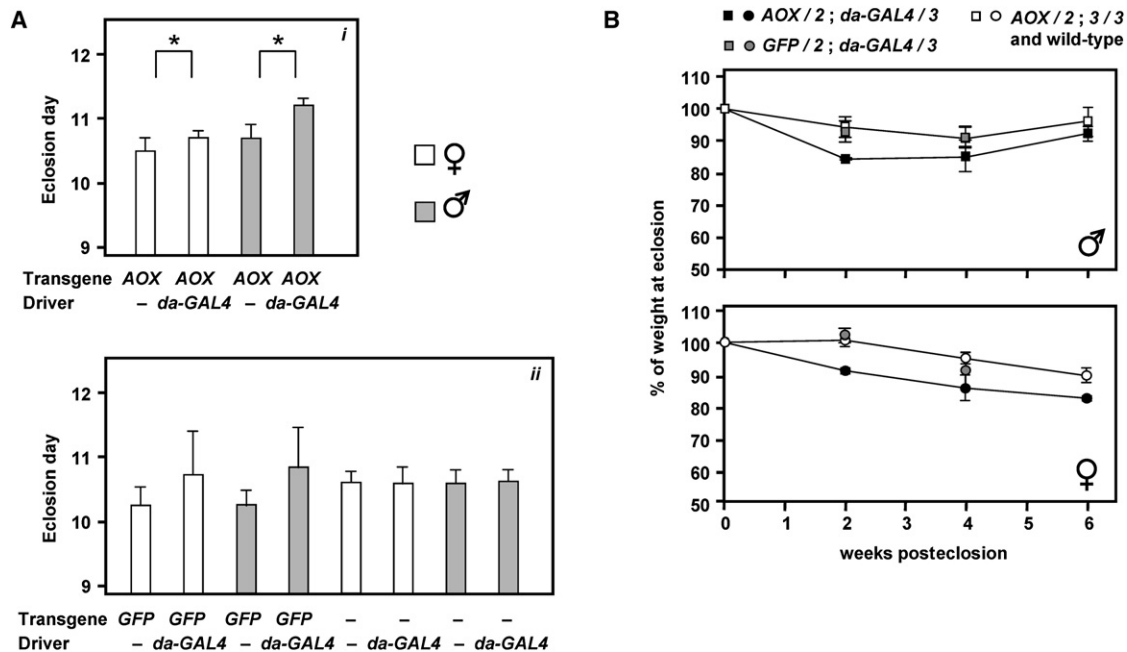 A
i
12
11
10
9
Eclosion day
* *
♀
♂
Transgene AOX AOX AOX AOX
Driver – da-GAL4 – da-GAL4
ii
12
11
10
9
Eclosion day
Transgene GFP GFP GFP GFP – – – –
Driver – da-GAL4 – da-GAL4 – da-GAL4 – da-GAL4
B
AOX / 2 ; da-GAL4 / 3
GFP / 2 ; da-GAL4 / 3
AOX / 2 ; 3 / 3
and wild-type
110
100
90
80
70
60
50
♂
% of weight at eclosion
110
100
90
80
70
60
50
♀
0 1 2 3 4 5 6
weeks posteclosion